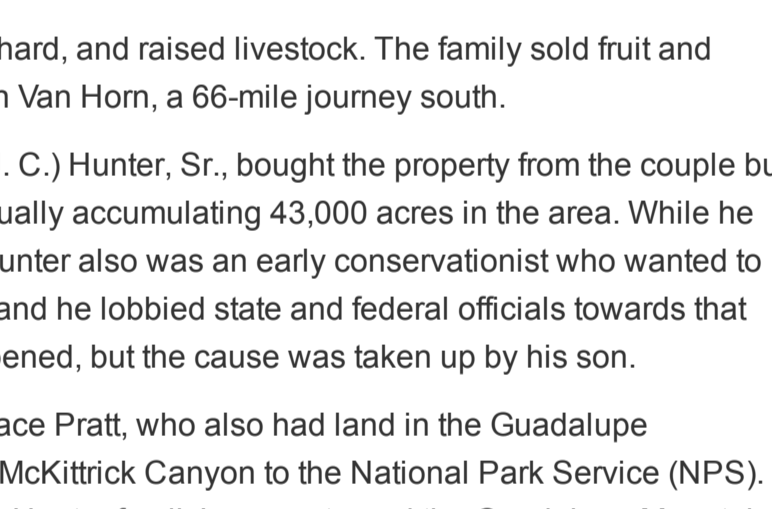 hard, and raised livestock. The family sold fruit and
Van Horn, a 66-mile journey south.
. C.) Hunter, Sr., bought the property from the couple bu
ually accumulating 43,000 acres in the area. While he
unter also was an early conservationist who wanted to
and he lobbied state and federal officials towards that
ened, but the cause was taken up by his son.
ace Pratt, who also had land in the Guadalupe
McKittrick Canyon to the National Park Service (NPS).